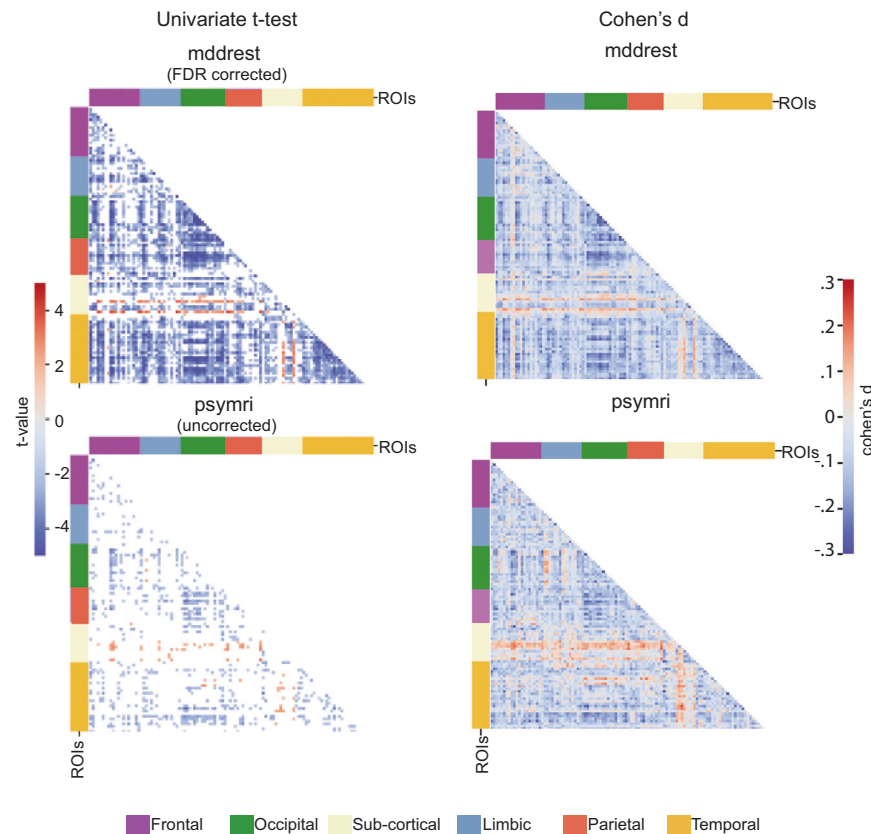 Univariate t-test
Cohen's d
mddrest
(FDR corrected)
mddrest
ROIs
ROIs
t-value
4
2
0
-2
-4
cohen's d
.3
.2
.1
0
-.1
-.2
-.3
psymri
(uncorrected)
psymri
ROIs
ROIs
ROIs
ROIs
Frontal
Occipital
Sub-cortical
Limbic
Parietal
Temporal